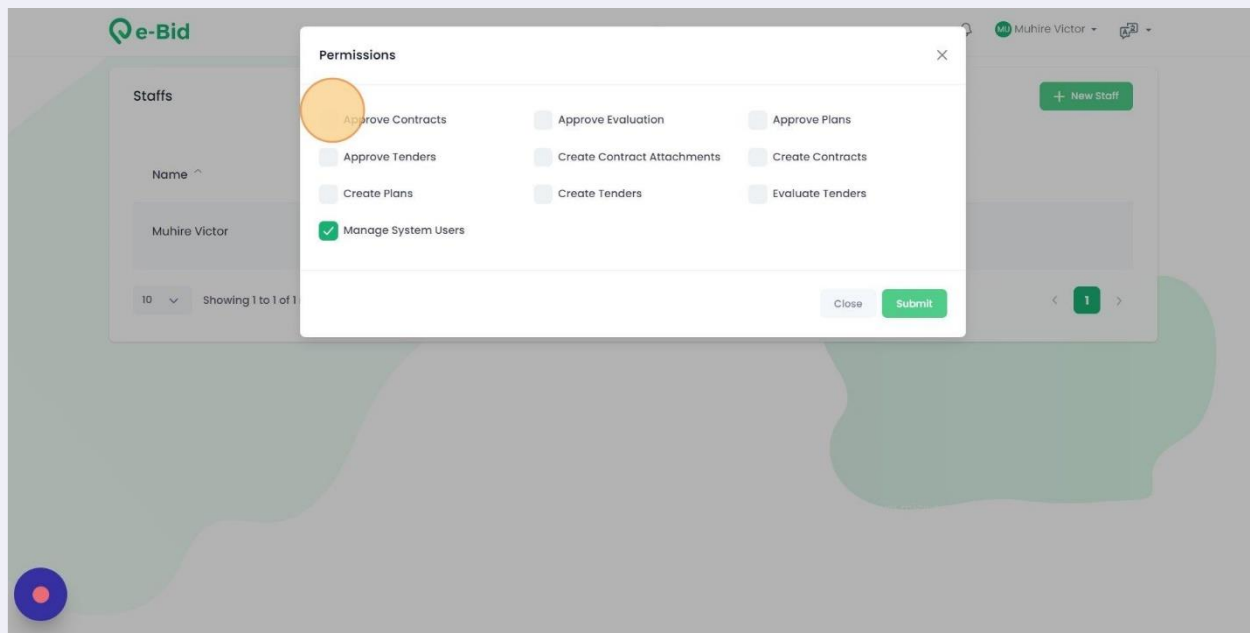 e-Bid
MU Muhire Victor
Permissions
Staffs
+ New Staff
Approve Contracts Approve Evaluation Approve Plans
Approve Tenders Create Contract Attachments Create Contracts
Name
Create Plans Create Tenders Evaluate Tenders
Muhire Victor
Manage System Users
10 Showing 1 to 1 of 1
Close Submit
< 1 >